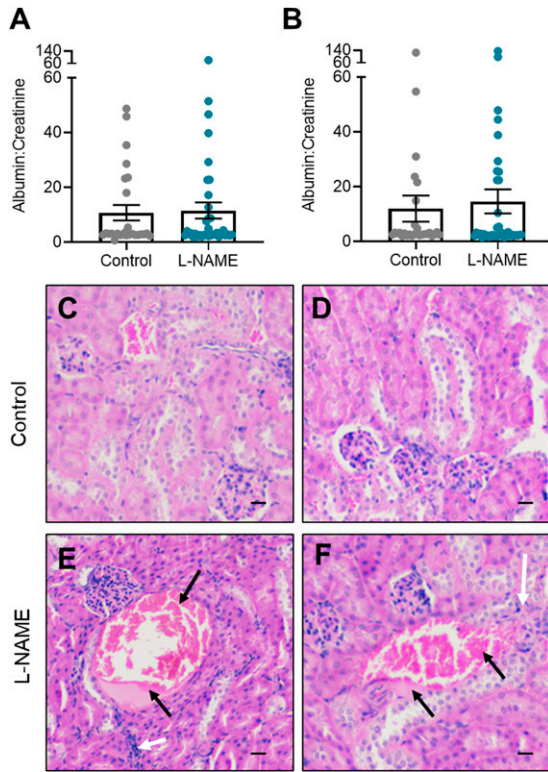 A
Albumin:Creatinine
140
60
60
40
20
0
Control
L-NAME
B
Albumin:Creatinine
140
60
60
40
20
0
Control
L-NAME
Control
C
D
L-NAME
E
F